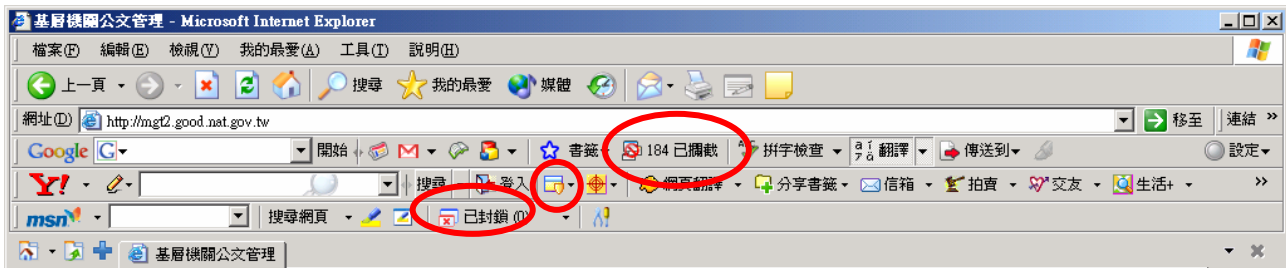 基層機關公文管理 - Microsoft Internet Explorer
檔案(F) 編輯(E) 檢視(V) 我的最愛(A) 工具(T) 說明(H)
上一頁 搜尋 我的最愛 媒體
網址(D) http://mgt2.good.nat.gov.tw 移至 連結 »
Google G 開始 書籤 184 已攔截 拼字檢查 翻譯 傳送到 設定
Y! 搜尋 登入 網頁翻譯 分享書籤 信箱 拍賣 交友 生活+ »
msn 搜尋網頁 已封鎖 (0)
基層機關公文管理